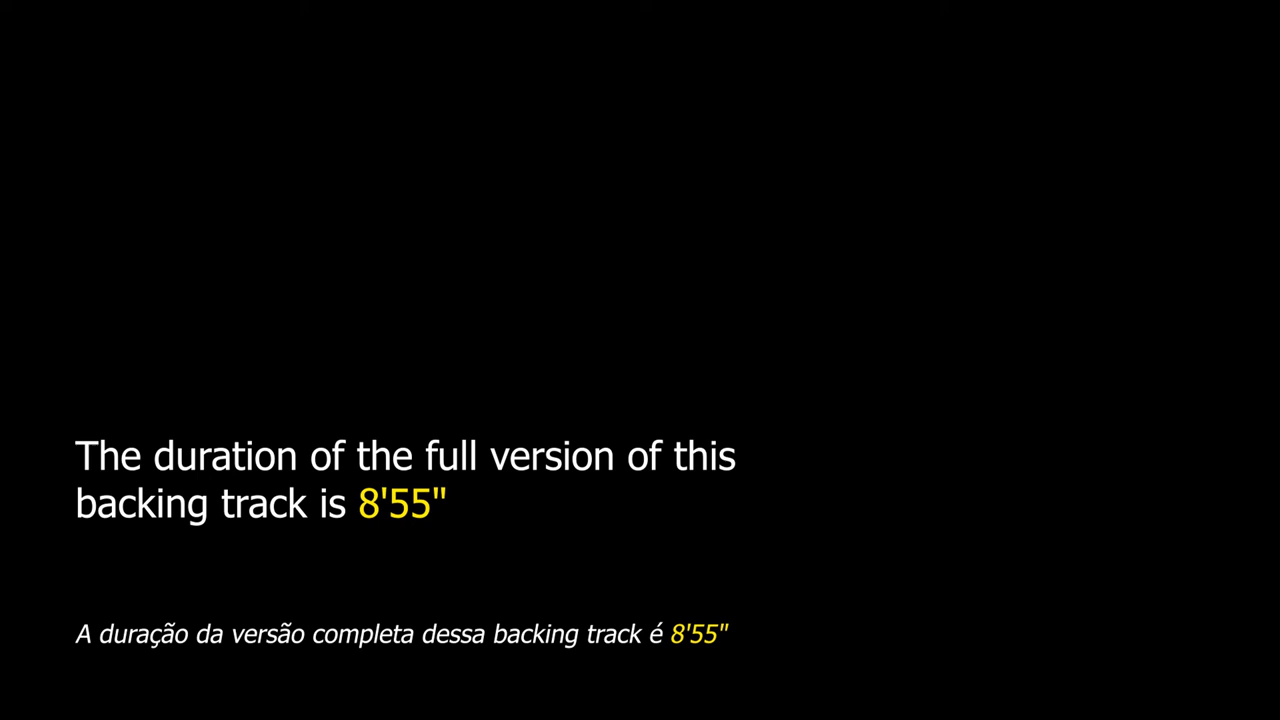 The duration of the full version of this
backing track is 8'55"
A duração da versão completa dessa backing track é 8'55"